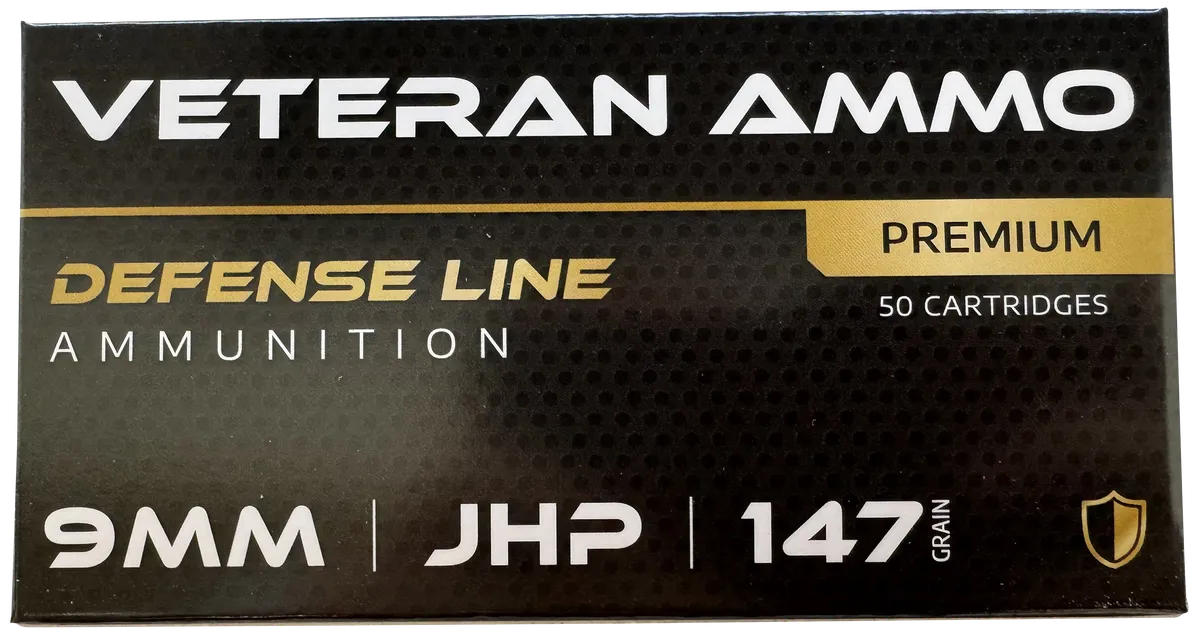 VETERAN AMMO
PREMIUM
DEFENSE LINE
50 CARTRIDGES
AMMUNITION
9MM | JHP | 147 GRAIN